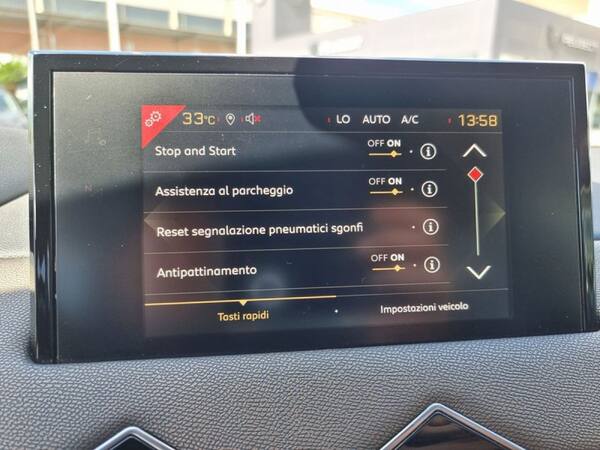 33°C LO AUTO A/C 13:58
Stop and Start OFF ON
Assistenza al parcheggio OFF ON
Reset segnalazione pneumatici sgonfi
Antipattinamento OFF ON
Tasti rapidi Impostazioni veicolo